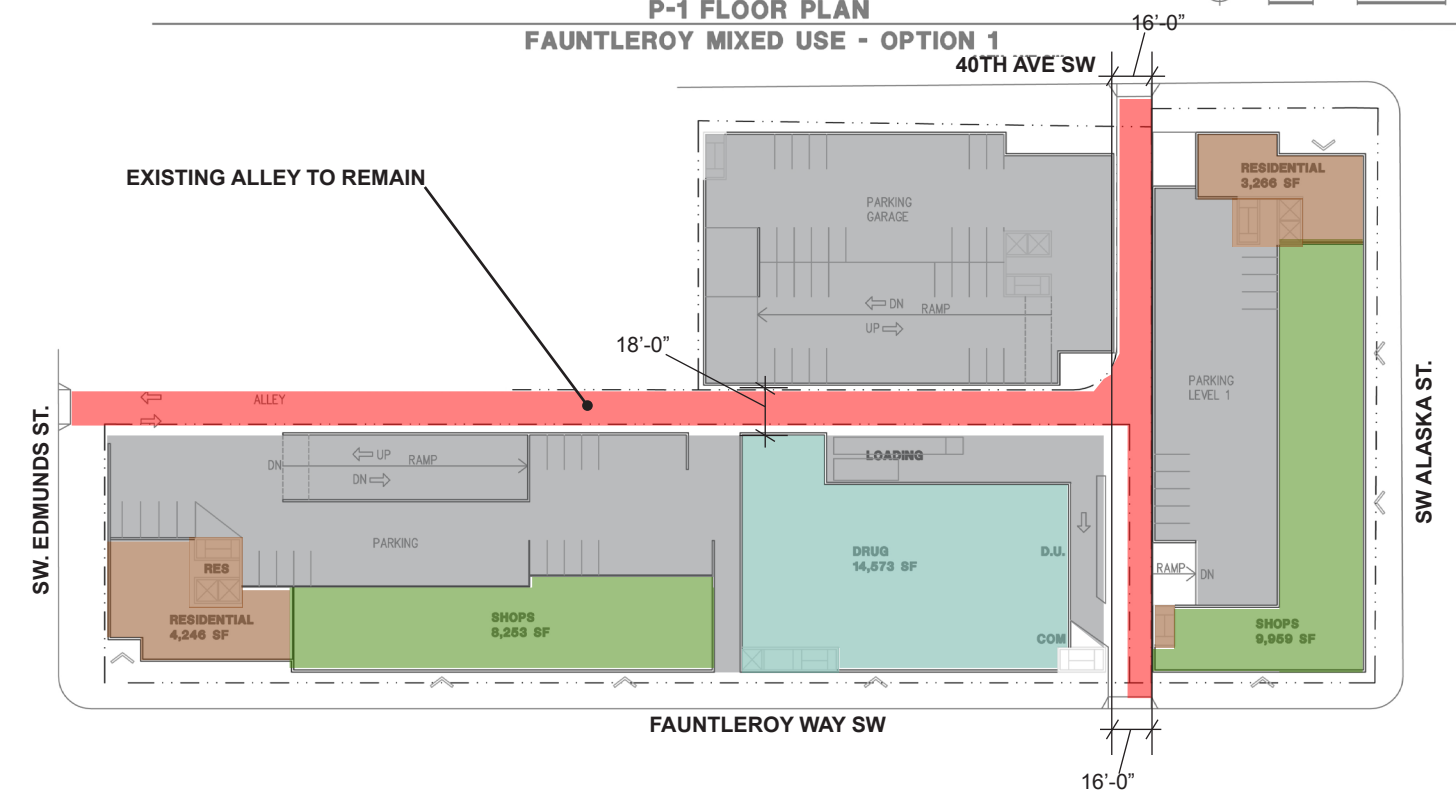 P-1 FLOOR PLAN
FAUNTLEROY MIXED USE - OPTION 1
16'-0"
40TH AVE SW
EXISTING ALLEY TO REMAIN
RESIDENTIAL
3,266 SF
PARKING
GARAGE
DN
RAMP
UP
18'-0"
PARKING
LEVEL 1
ALLEY
SW. EDMUNDS ST.
SW ALASKA ST.
UP
RAMP
DN
DN
LOADING
PARKING
DRUG
14,573 SF
D.U.
RES
RAMP
DN
RESIDENTIAL
4,246 SF
SHOPS
8,253 SF
COM
SHOPS
9,959 SF
FAUNTLEROY WAY SW
16'-0"